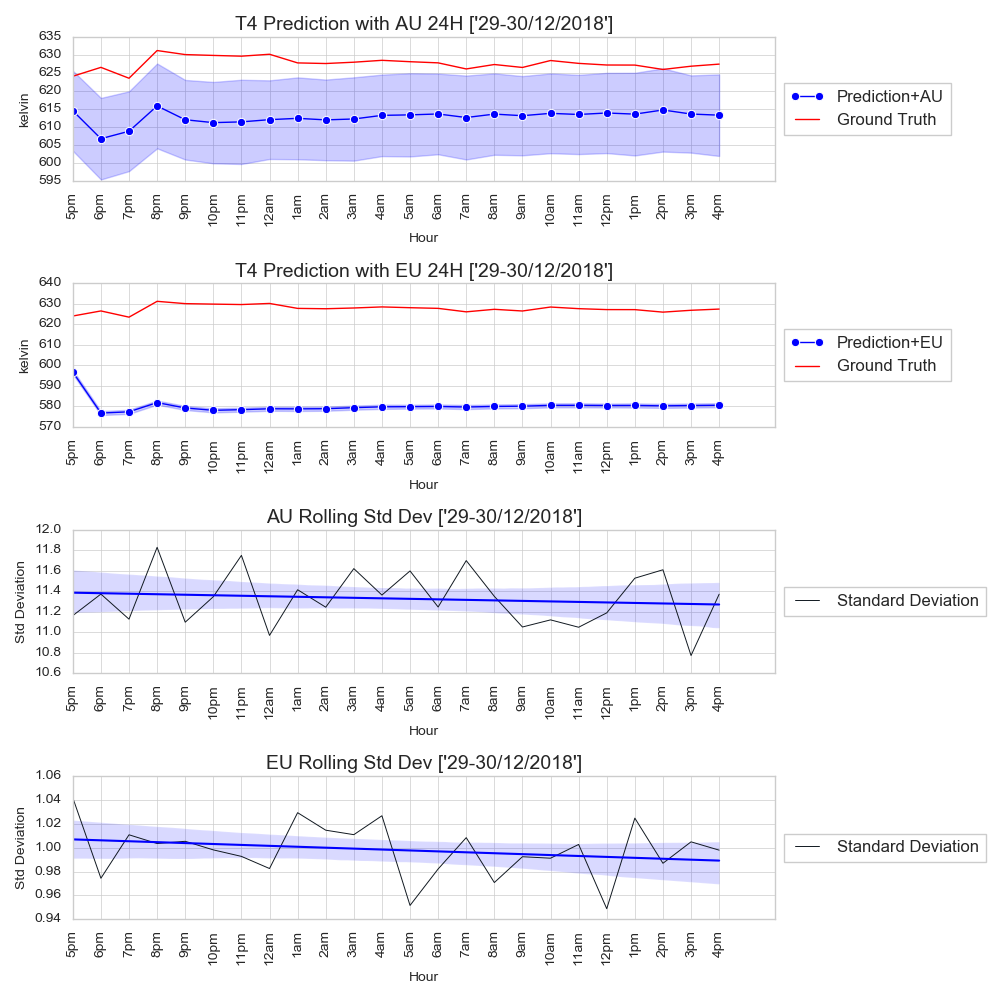 T4 Prediction with AU 24H ['29-30/12/2018']
635
630
625
620
615
610
605
600
595
kelvin
5pm 6pm 7pm 8pm 9pm 10pm 11pm 12am 1am 2am 3am 4am 5am 6am 7am 8am 9am 10am 11am 12pm 1pm 2pm 3pm 4pm
Hour
Prediction+AU
Ground Truth
T4 Prediction with EU 24H ['29-30/12/2018']
640
630
620
610
600
590
580
570
kelvin
5pm 6pm 7pm 8pm 9pm 10pm 11pm 12am 1am 2am 3am 4am 5am 6am 7am 8am 9am 10am 11am 12pm 1pm 2pm 3pm 4pm
Hour
Prediction+EU
Ground Truth
AU Rolling Std Dev ['29-30/12/2018']
12.0
11.8
11.6
11.4
11.2
11.0
10.8
10.6
Std Deviation
5pm 6pm 7pm 8pm 9pm 10pm 11pm 12am 1am 2am 3am 4am 5am 6am 7am 8am 9am 10am 11am 12pm 1pm 2pm 3pm 4pm
Hour
Standard Deviation
EU Rolling Std Dev ['29-30/12/2018']
1.06
1.04
1.02
1.00
0.98
0.96
0.94
Std Deviation
5pm 6pm 7pm 8pm 9pm 10pm 11pm 12am 1am 2am 3am 4am 5am 6am 7am 8am 9am 10am 11am 12pm 1pm 2pm 3pm 4pm
Hour
Standard Deviation